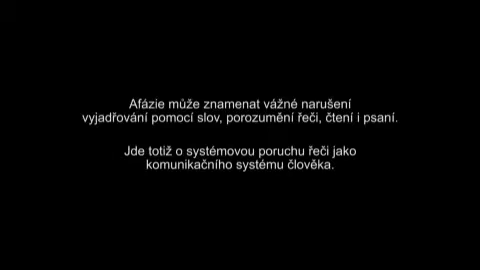 Afázie může znamenat vážné narušení
vyjadřování pomocí slov, porozumění řeči, čtení i psaní.
Jde totiž o systémovou poruchu řeči jako
komunikačního systému člověka.